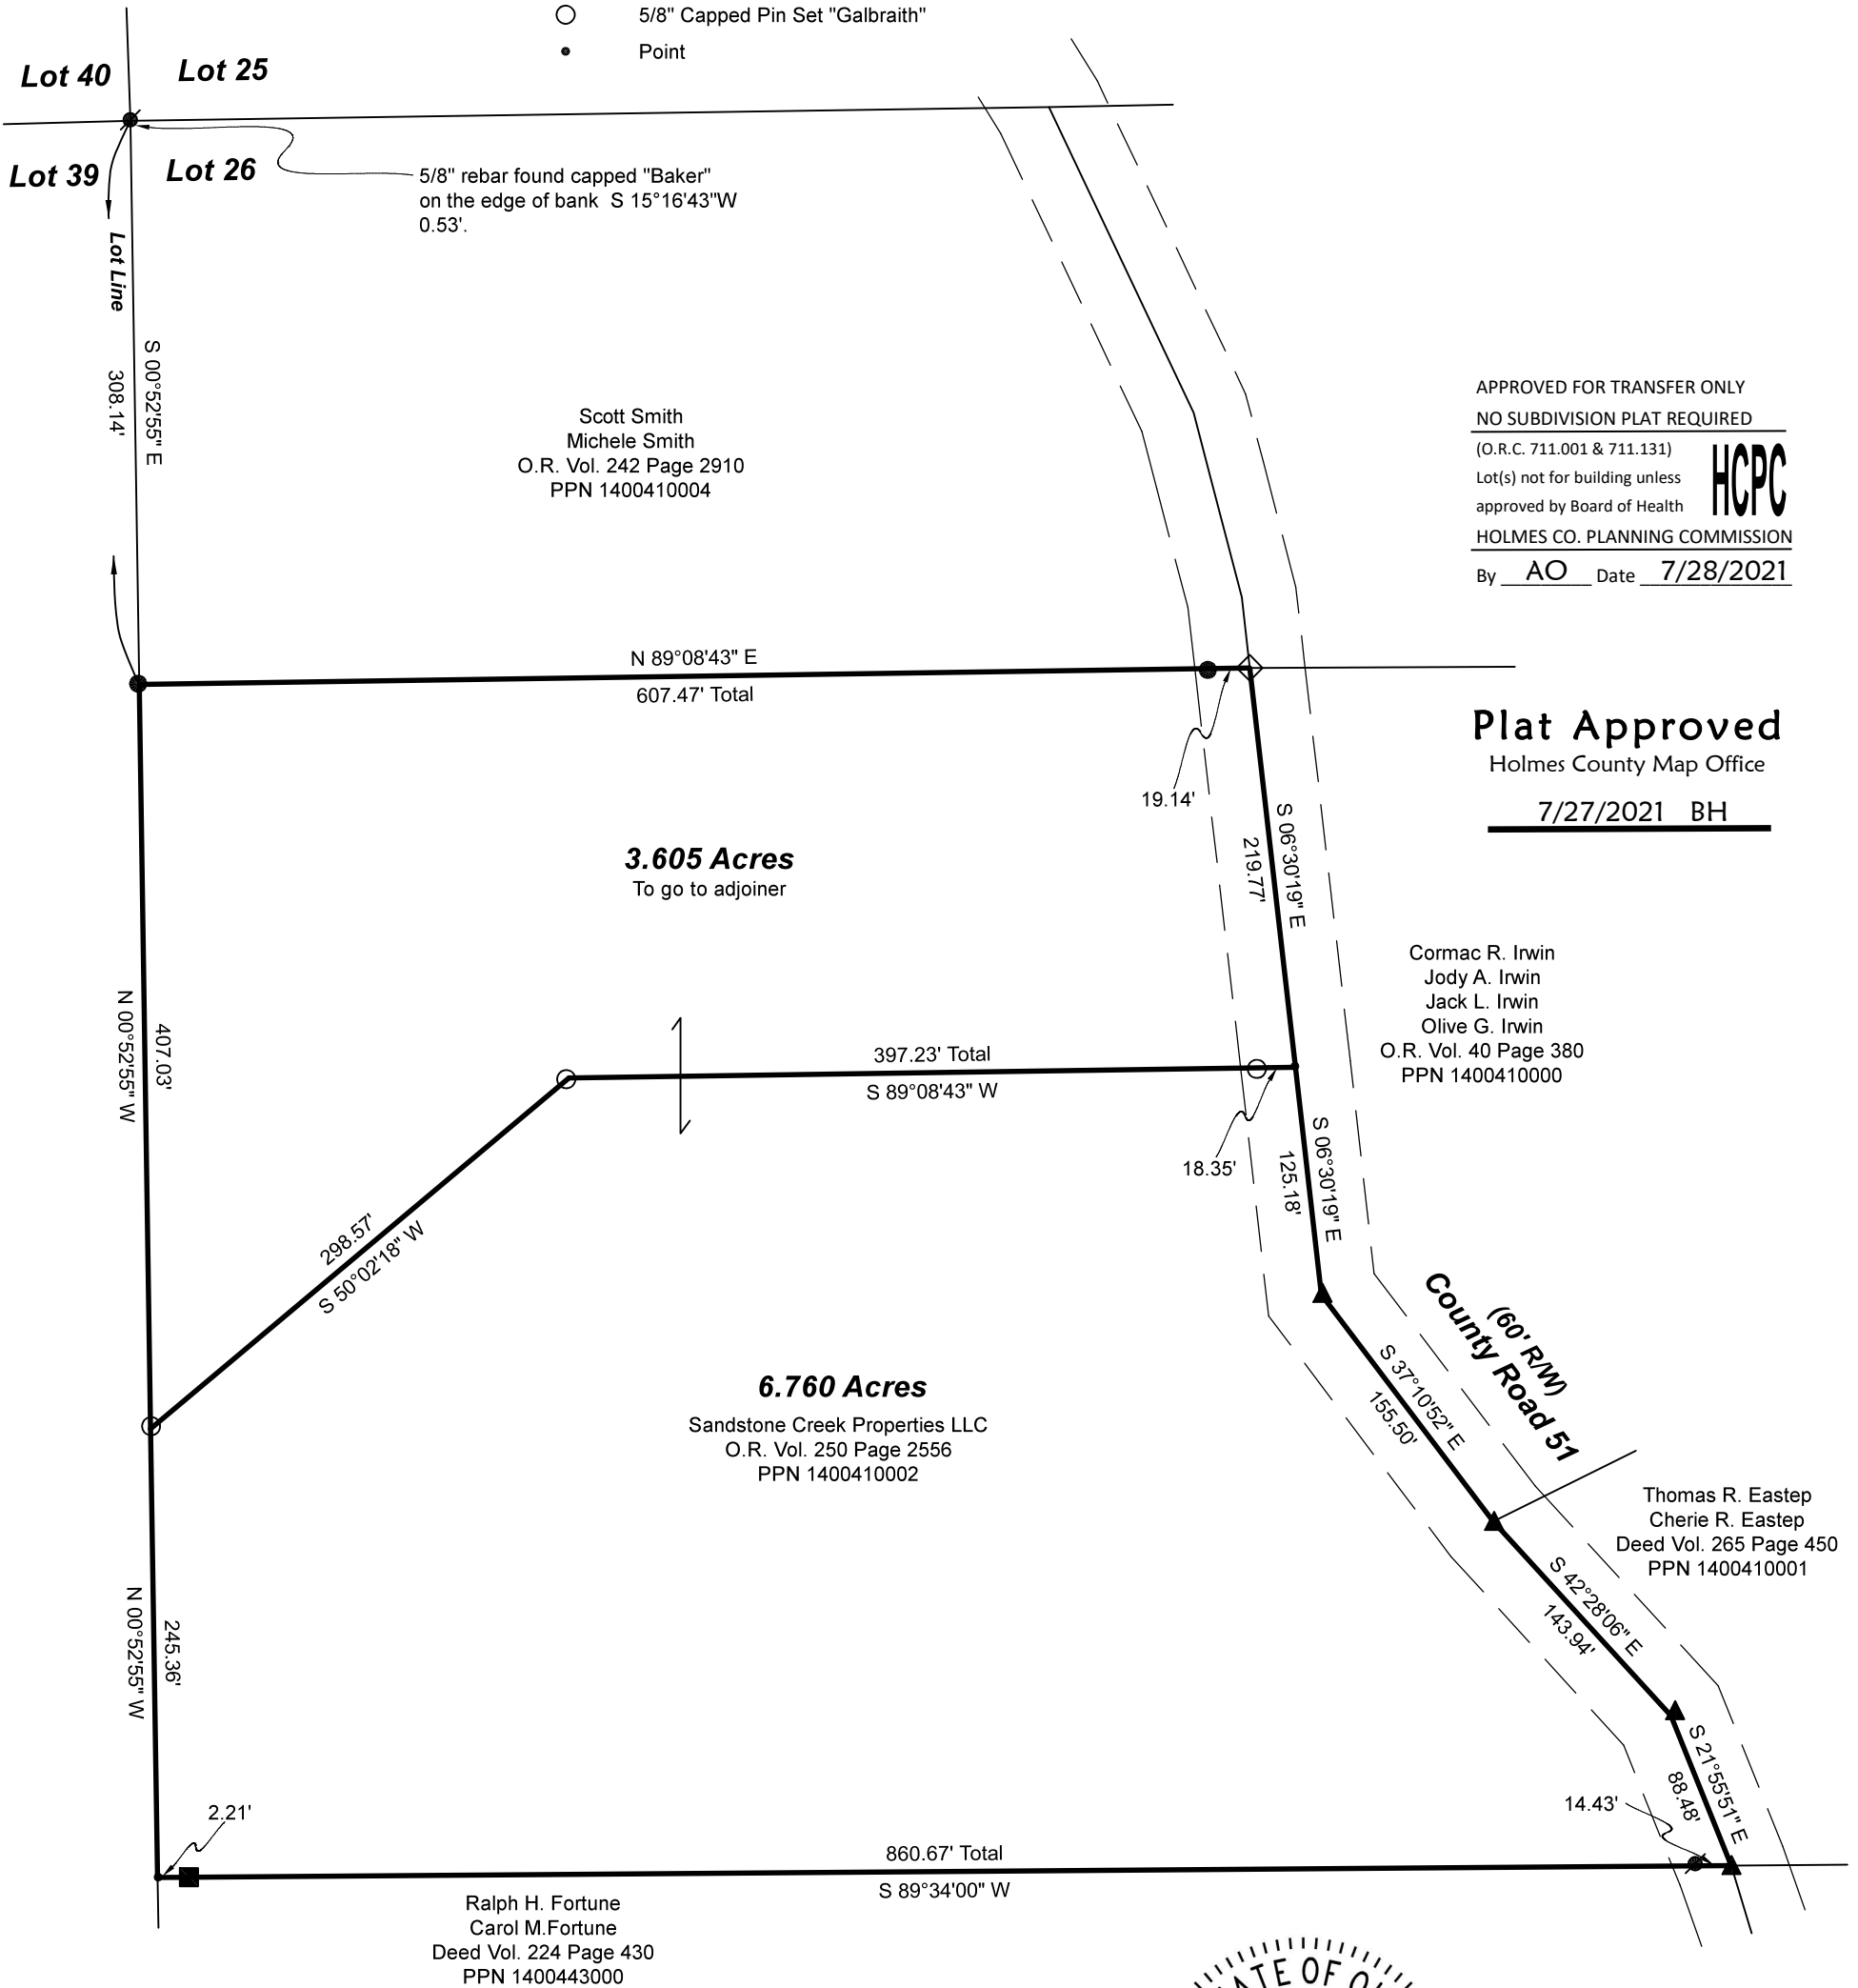 5/8" Capped Pin Set "Galbraith"
Point
Lot 40
Lot 25
Lot 39
Lot 26
5/8" rebar found capped "Baker"
on the edge of bank S 15°16'43"W
0.53'.
Lot Line
S 00°52'55" E
308.14'
Scott Smith
Michele Smith
O.R. Vol. 242 Page 2910
PPN 1400410004
APPROVED FOR TRANSFER ONLY
NO SUBDIVISION PLAT REQUIRED
(O.R.C. 711.001 & 711.131)
Lot(s) not for building unless
approved by Board of Health
HCPC
HOLMES CO. PLANNING COMMISSION
By AO Date 7/28/2021
N 89°08'43" E
607.47' Total
Plat Approved
Holmes County Map Office
7/27/2021 BH
19.14'
S 06°30'19" E
219.77'
3.605 Acres
To go to adjoiner
Cormac R. Irwin
Jody A. Irwin
Jack L. Irwin
Olive G. Irwin
O.R. Vol. 40 Page 380
PPN 1400410000
407.03'
N 00°52'55" W
397.23' Total
S 89°08'43" W
18.35'
S 06°30'19" E
125.18'
298.57'
S 50°02'18" W
(60' R/W)
County Road 51
S 37°10'52" E
155.50'
6.760 Acres
Sandstone Creek Properties LLC
O.R. Vol. 250 Page 2556
PPN 1400410002
Thomas R. Eastep
Cherie R. Eastep
Deed Vol. 265 Page 450
PPN 1400410001
S 42°28'06" E
143.94'
245.36'
N 00°52'55" W
S 21°55'51" E
88.48'
14.43'
2.21'
860.67' Total
S 89°34'00" W
Ralph H. Fortune
Carol M.Fortune
Deed Vol. 224 Page 430
PPN 1400443000
ATE OF O